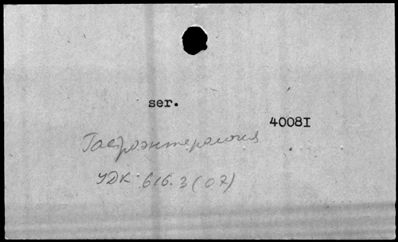 ser.
40081
Гастроэнтерология
УДК 616.3(07)